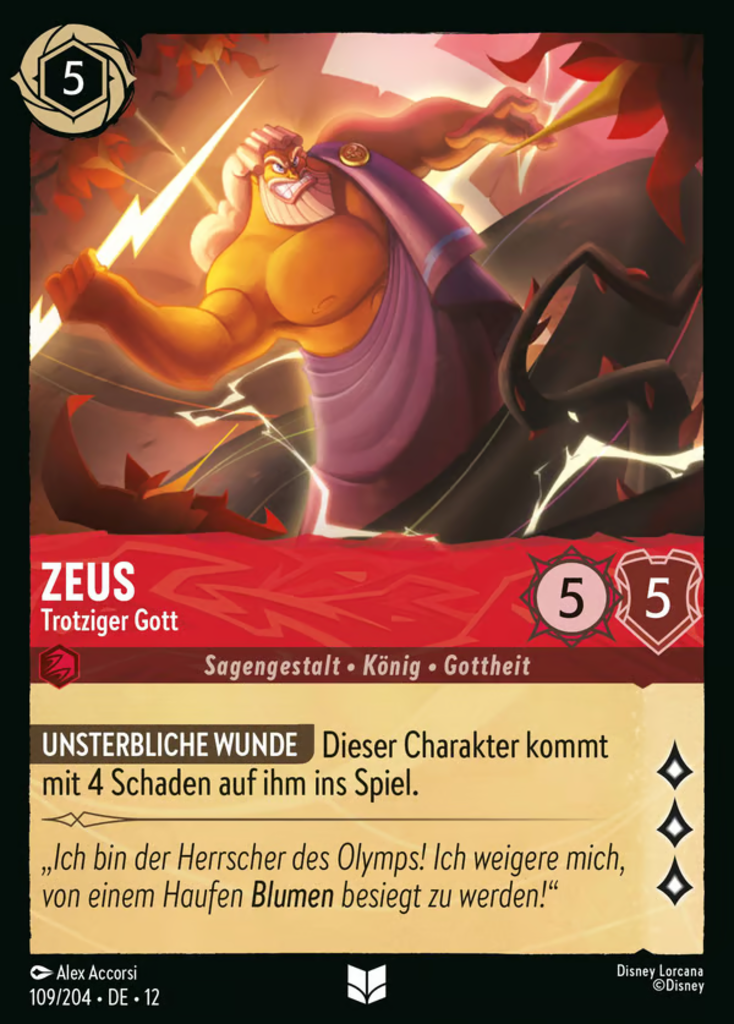 5
ZEUS
Trotziger Gott
5
5
Sagengestalt • König • Gottheit
UNSTERBLICHE WUNDE Dieser Charakter kommt
mit 4 Schaden auf ihm ins Spiel.
„Ich bin der Herrscher des Olymps! Ich weigere mich,
von einem Haufen Blumen besiegt zu werden!“
Alex Accorsi
109/204 • DE • 12
Disney Lorcana
©Disney